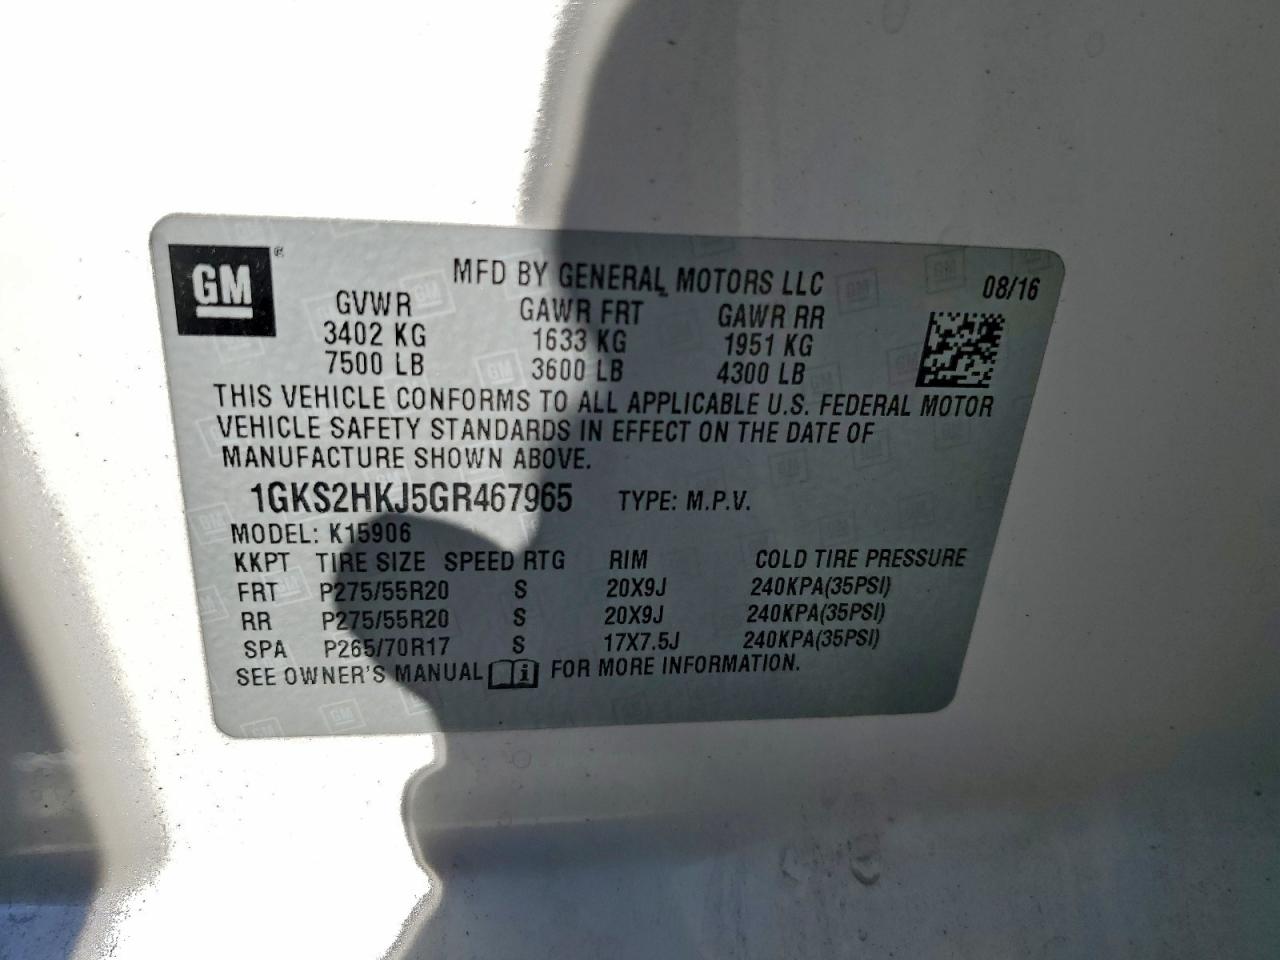 GM ®
MFD BY GENERAL MOTORS LLC 08/16
GVWR GAWR FRT GAWR RR
3402 KG 1633 KG 1951 KG
7500 LB 3600 LB 4300 LB
THIS VEHICLE CONFORMS TO ALL APPLICABLE U.S. FEDERAL MOTOR
VEHICLE SAFETY STANDARDS IN EFFECT ON THE DATE OF
MANUFACTURE SHOWN ABOVE.
1GKS2HKJ5GR467965 TYPE: M.P.V.
MODEL: K15906
KKPT TIRE SIZE SPEED RTG RIM COLD TIRE PRESSURE
FRT P275/55R20 S 20X9J 240KPA(35PSI)
RR P275/55R20 S 20X9J 240KPA(35PSI)
SPA P265/70R17 S 17X7.5J 240KPA(35PSI)
SEE OWNER'S MANUAL i FOR MORE INFORMATION.